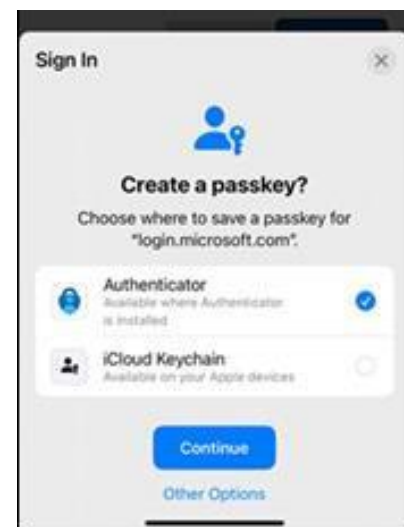 Sign In
Create a passkey?
Choose where to save a passkey for
"login.microsoft.com".
Authenticator
Available where Authenticator
is installed
iCloud Keychain
Available on your Apple devices
Continue
Other Options